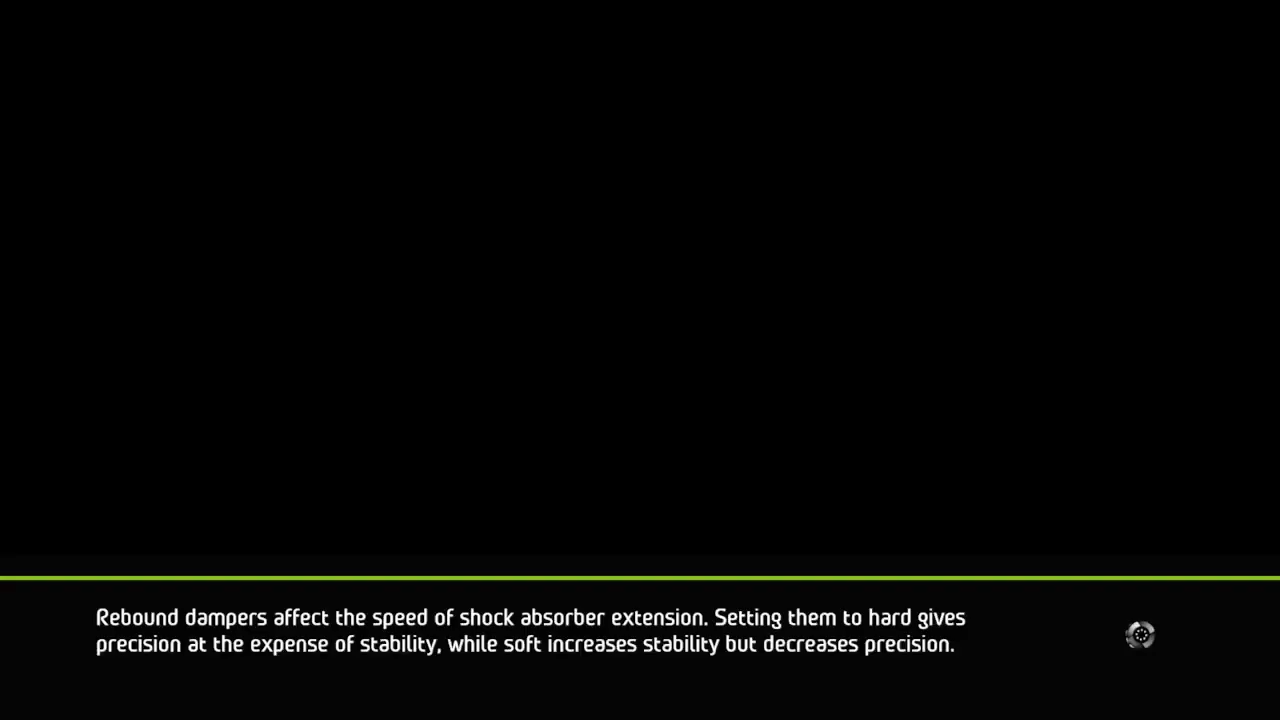 Rebound dampers affect the speed of shock absorber extension. Setting them to hard gives
precision at the expense of stability, while soft increases stability but decreases precision.